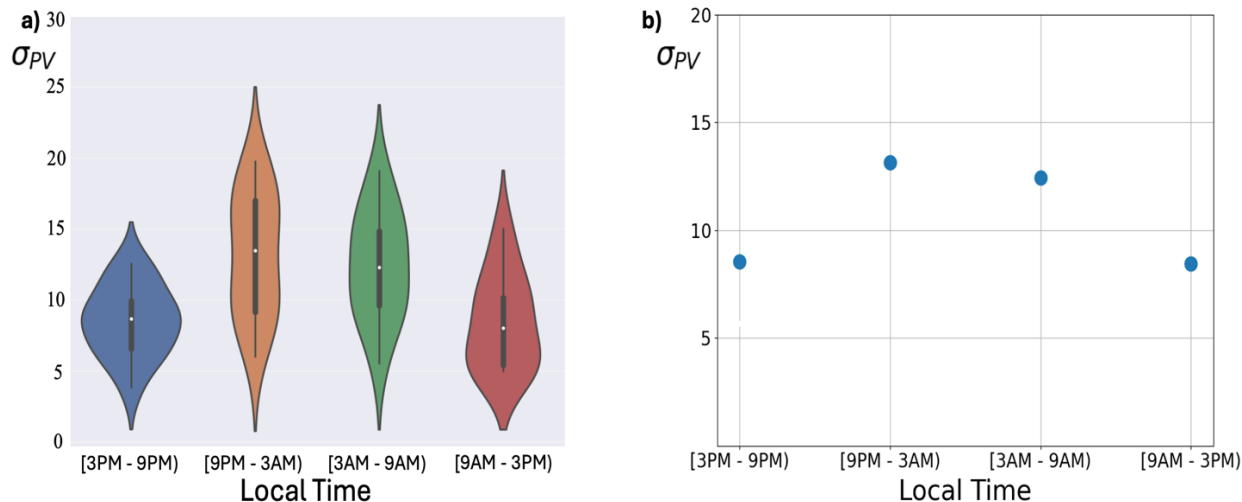 a)
σPV
30
25
20
15
10
5
0
[3PM - 9PM) [9PM - 3AM) [3AM - 9AM) [9AM - 3PM)
Local Time
b)
σPV
20
15
10
5
[3PM - 9PM) [9PM - 3AM) [3AM - 9AM) [9AM - 3PM)
Local Time